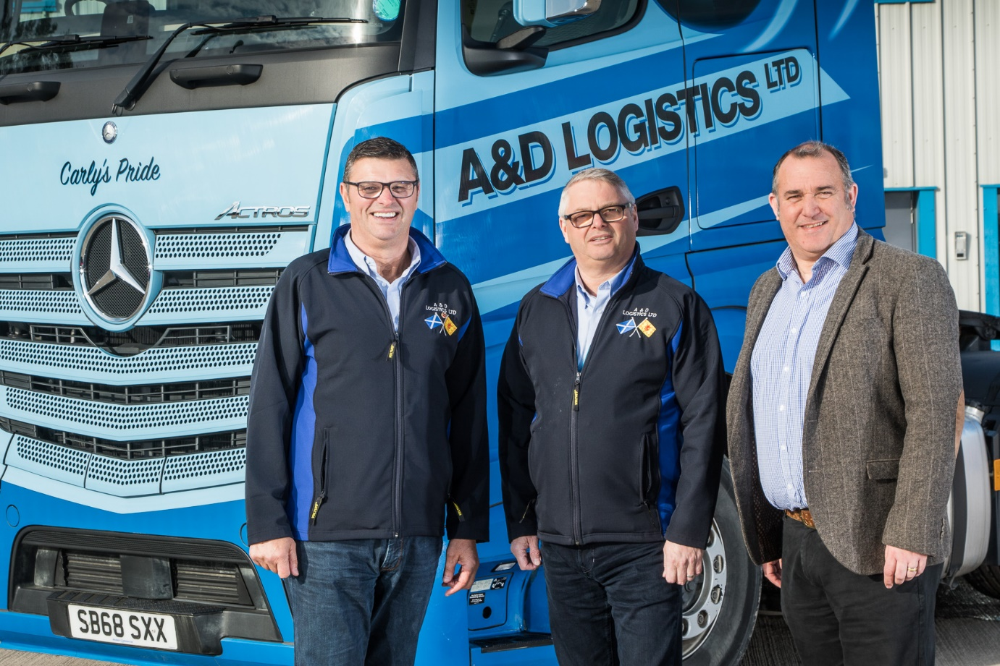 Carly's Pride
ACTROS
A&D LOGISTICS LTD
A & D
LOGISTICS LTD
A & D
LOGISTICS LTD
SB68 SXX